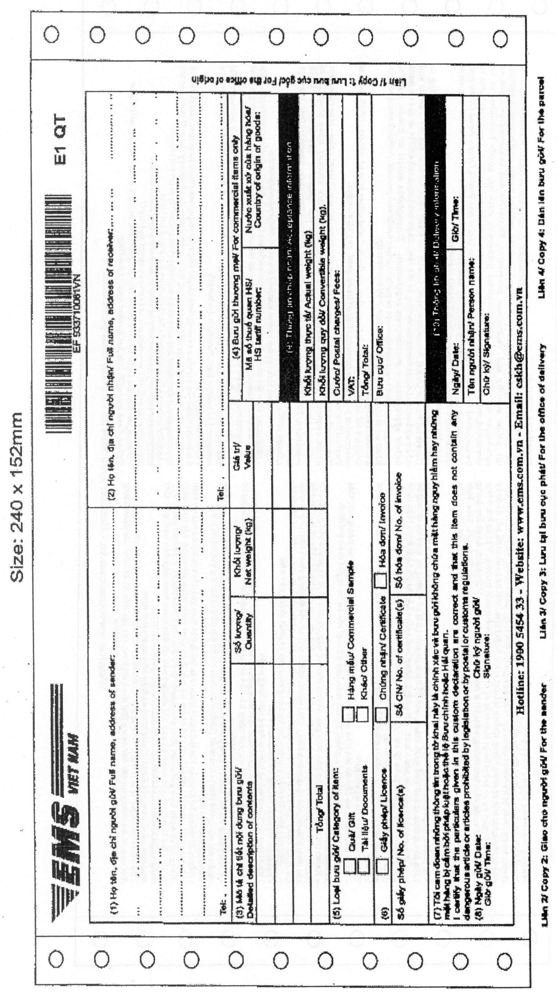 Size: 240 x 152mm
EMS VIET NAM
E1 QT
EF 933710061VN
(1) Họ tên, địa chỉ người gửi/ Full name, address of sender:
(2) Họ tên, địa chỉ người nhận/ Full name, address of receiver:
Tel:
Tel:
(3) Mô tả chi tiết nội dung bưu gửi/
Detailed description of contents
Số lượng/
Quantity
Khối lượng/
Net weight (kg)
Giá trị/
Value
Tổng/ Total
(4) Bưu gửi thương mại/ For commercial items only
Mã số thuế quan HS/
HS tariff number:
Nước xuất xứ của hàng hóa/
Country of origin of goods:
(9) Thông tin chấp nhận/ Acceptance information
Khối lượng thực tế/ Actual weight (kg)
Khối lượng quy đổi/ Convertible weight (kg).
Cước/ Postal charges/ Fees:
VAT:
Tổng/ Total:
Bưu cục/ Office:
(5) Loại bưu gửi/ Category of item:
Quà/ Gift
Hàng mẫu/ Commercial Sample
Tài liệu/ Documents
Khác/ Other
(6)
Giấy phép/ Licence
Chứng nhận/ Certificate
Hóa đơn/ Invoice
Số giấy phép/ No. of licence(s)
Số CN/ No. of certificate(s)
Số hóa đơn/ No. of invoice
(7) Tôi cam đoan những thông tin trong tờ khai này là chính xác và bưu gửi không chứa mặt hàng nguy hiểm hay những
mặt hàng bị cấm bởi pháp luật hoặc thể lệ Bưu chính hoặc Hải quan.
I certify that the particulars given in this custom declaration are correct and that this item does not contain any
dangerous article or articles prohibited by legislation or by postal or customs regulations.
(8) Ngày gửi/ Date:
Giờ gửi/ Time:
Chữ ký người gửi/
Signature:
(10) Thông tin phát/ Delivery information
Ngày/ Date:
Giờ/ Time:
Tên người nhận/ Person name:
Chữ ký/ Signature:
Liên 1/ Copy 1: Lưu bưu cục gốc/ For the office of origin
Hotline: 1900 5454 33 - Website: www.ems.com.vn - Email: cskh@ems.com.vn
Liên 2/ Copy 2: Giao cho người gửi/ For the sender
Liên 3/ Copy 3: Lưu tại bưu cục phát/ For the office of delivery
Liên 4/ Copy 4: Dán lên bưu gửi/ For the parcel